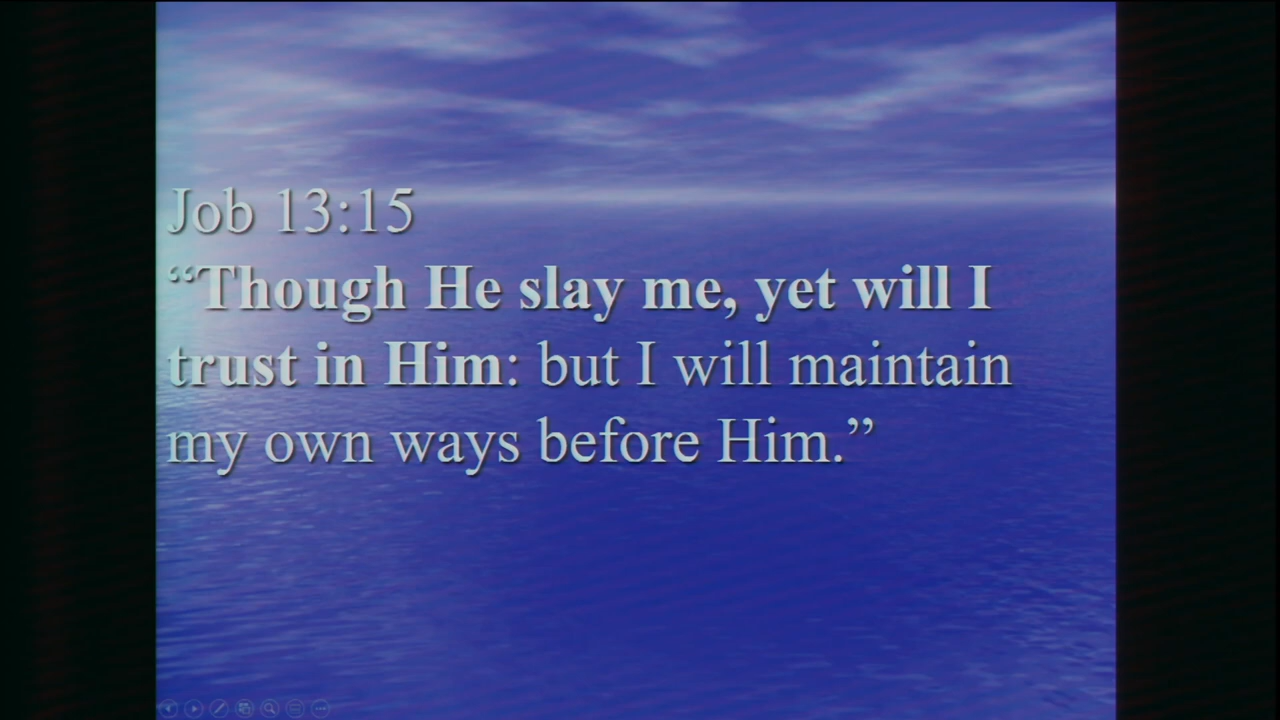 Job 13:15
“Though He slay me, yet will I
trust in Him: but I will maintain
my own ways before Him.”